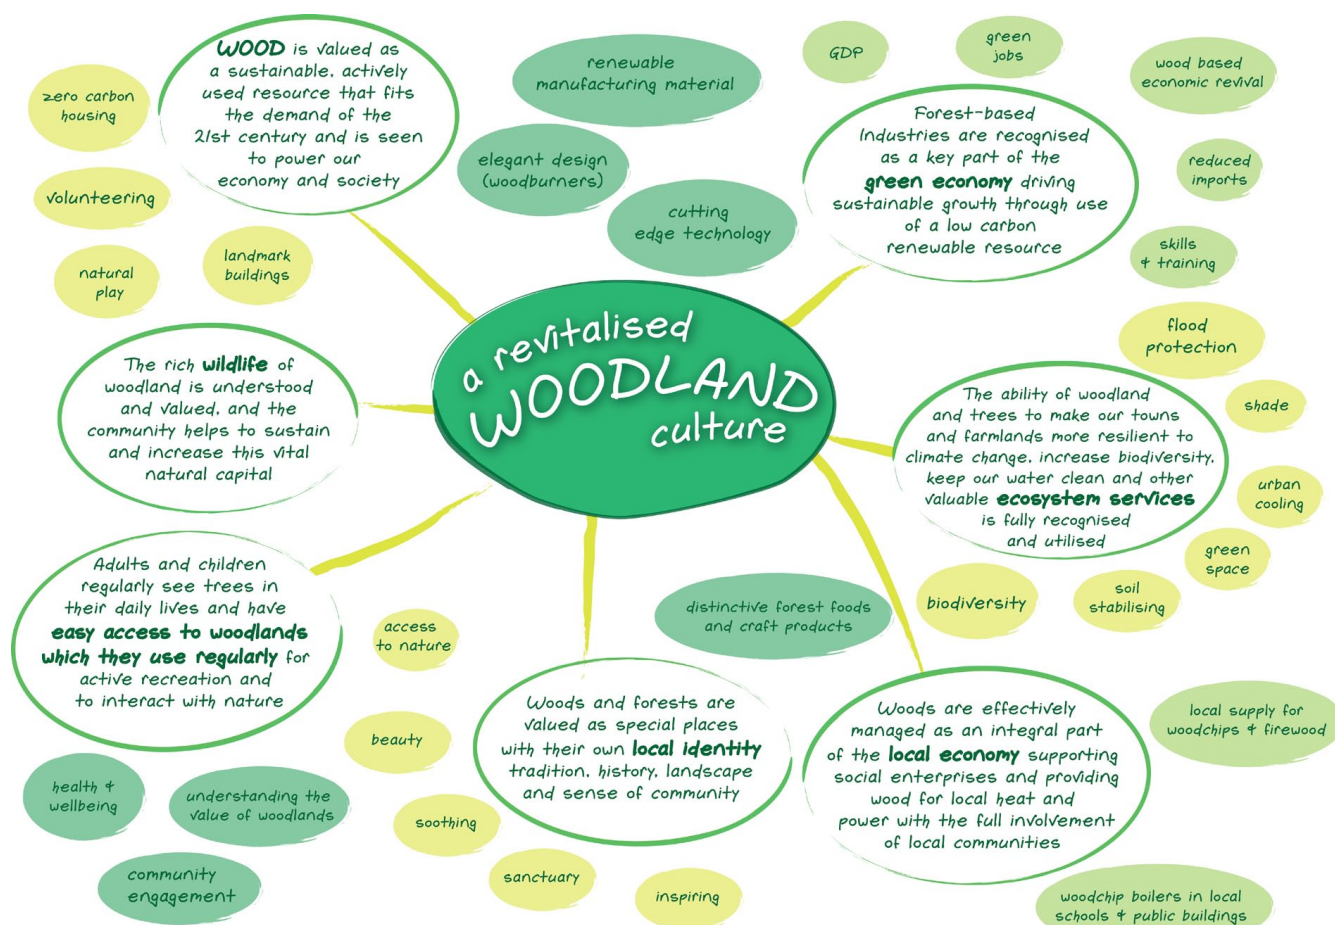 WOOD is valued as
a sustainable, actively
used resource that fits
the demand of the
21st century and is seen
to power our
economy and society
zero carbon
housing
volunteering
natural
play
landmark
buildings
renewable
manufacturing material
elegant design
(woodburners)
cutting
edge technology
GDP
green
jobs
wood based
economic revival
reduced
imports
skills
& training
Forest-based
Industries are recognised
as a key part of the
green economy driving
sustainable growth through use
of a low carbon
renewable resource
a revitalised
WOODLAND
culture
The rich wildlife of
woodland is understood
and valued, and the
community helps to sustain
and increase this vital
natural capital
flood
protection
shade
urban
cooling
green
space
soil
stabilising
biodiversity
The ability of woodland
and trees to make our towns
and farmlands more resilient to
climate change, increase biodiversity,
keep our water clean and other
valuable ecosystem services
is fully recognised
and utilised
Adults and children
regularly see trees in
their daily lives and have
easy access to woodlands
which they use regularly for
active recreation and
to interact with nature
access
to nature
beauty
soothing
sanctuary
inspiring
health &
wellbeing
understanding the
value of woodlands
community
engagement
distinctive forest foods
and craft products
Woods and forests are
valued as special places
with their own local identity
tradition, history, landscape
and sense of community
Woods are effectively
managed as an integral part
of the local economy supporting
social enterprises and providing
wood for local heat and
power with the full involvement
of local communities
local supply for
woodchips & firewood
woodchip boilers in local
schools & public buildings